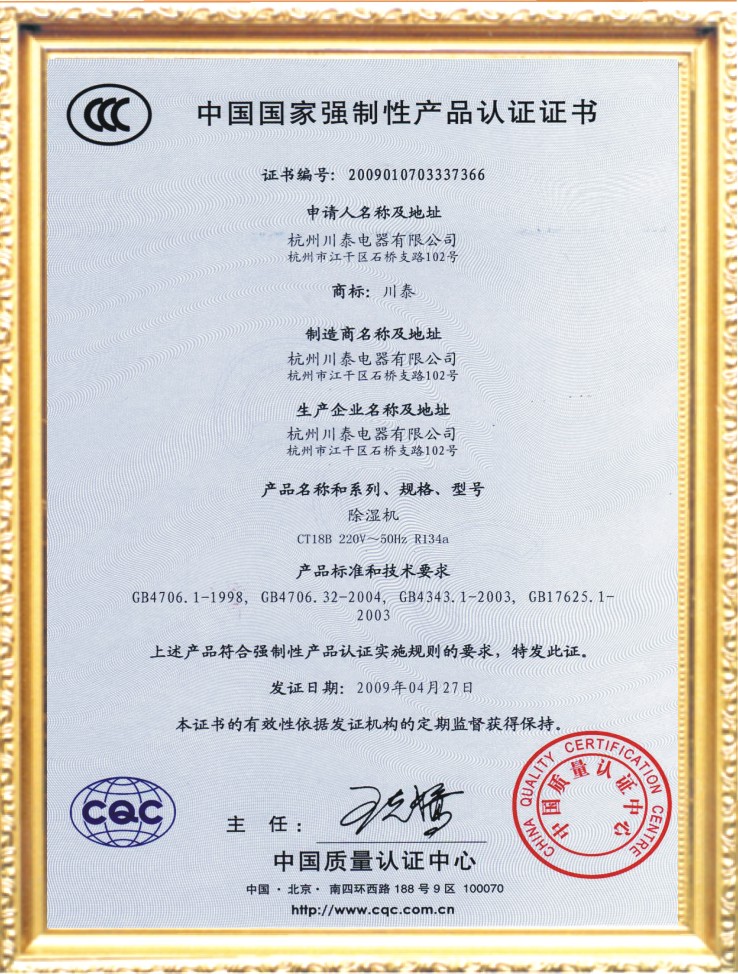 中国国家强制性产品认证证书
证书编号: 2009010703337366
申请人名称及地址
杭州川泰电器有限公司
杭州市江干区石桥支路102号
商标: 川泰
制造商名称及地址
杭州川泰电器有限公司
杭州市江干区石桥支路102号
生产企业名称及地址
杭州川泰电器有限公司
杭州市江干区石桥支路102号
产品名称和系列、规格、型号
除湿机
CT18B 220V～50Hz R134a
产品标准和技术要求
GB4706.1-1998, GB4706.32-2004, GB4343.1-2003, GB17625.1-
2003
上述产品符合强制性产品认证实施规则的要求，特发此证。
发证日期: 2009年04月27日
本证书的有效性依据发证机构的定期监督获得保持。
CHINA QUALITY CERTIFICATION CENTRE
中国质量认证中心
CQC
主 任:
中国质量认证中心
中国·北京· 南四环西路 188 号 9 区 100070
http://www.cqc.com.cn